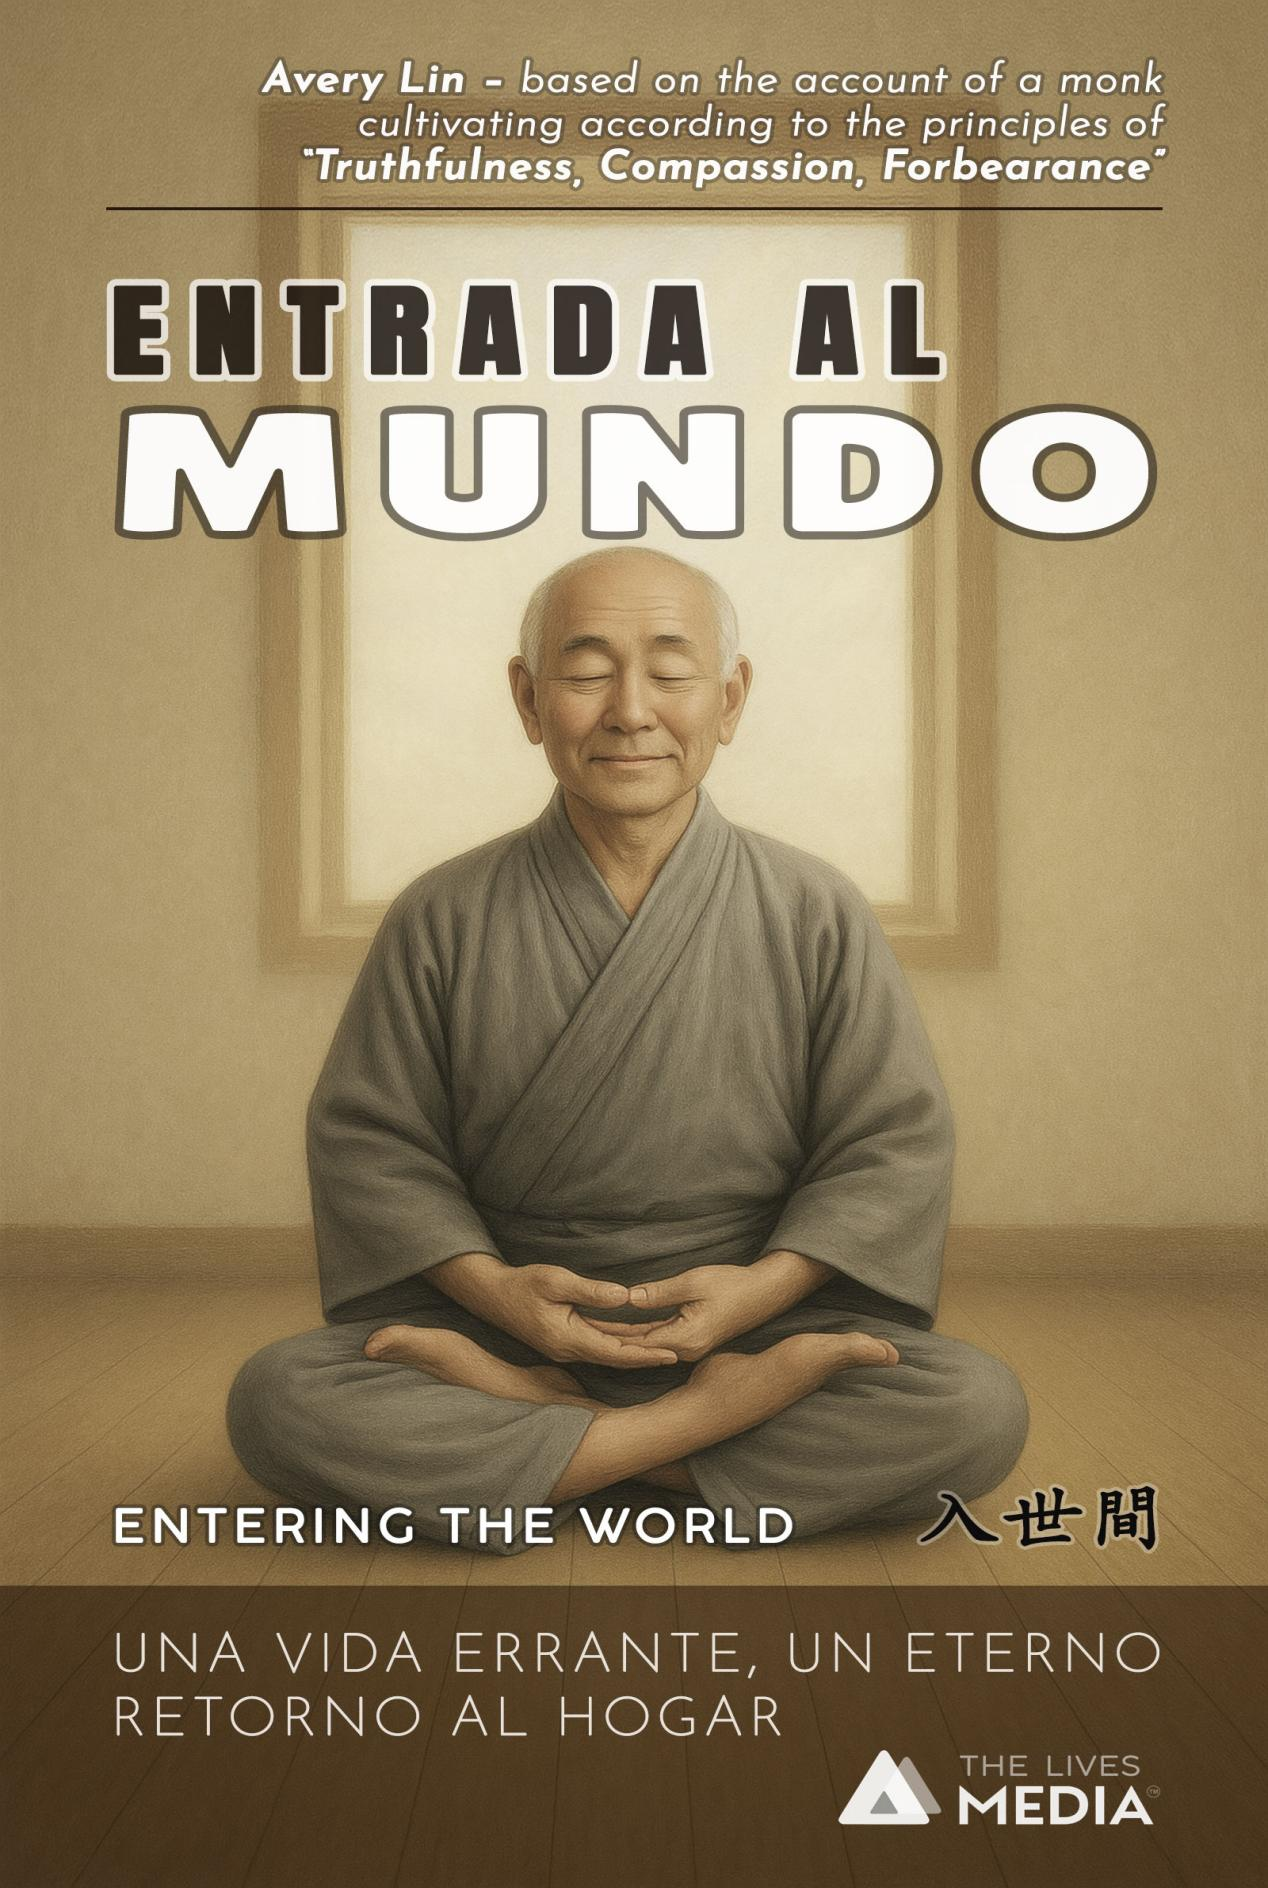 Avery Lin – based on the account of a monk
cultivating according to the principles of
"Truthfulness, Compassion, Forbearance"
ENTRADA AL
MUNDO
ENTERING THE WORLD
入世間
UNA VIDA ERRANTE, UN ETERNO
RETORNO AL HOGAR
THE LIVES
MEDIA™